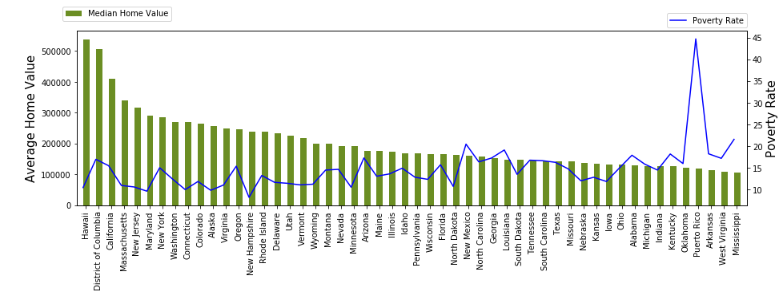 Median Home Value
Poverty Rate
Average Home Value
500000
400000
300000
200000
100000
0
45
40
35
30
25
20
15
10
Poverty Rate
Hawaii
District of Columbia
California
Massachusetts
New Jersey
Maryland
New York
Washington
Connecticut
Colorado
Alaska
Virginia
Oregon
New Hampshire
Rhode Island
Delaware
Utah
Vermont
Wyoming
Montana
Nevada
Minnesota
Arizona
Maine
Illinois
Idaho
Pennsylvania
Wisconsin
Florida
North Dakota
New Mexico
North Carolina
Georgia
Louisiana
South Dakota
Tennessee
South Carolina
Texas
Missouri
Nebraska
Kansas
Iowa
Ohio
Alabama
Michigan
Indiana
Kentucky
Oklahoma
Puerto Rico
Arkansas
West Virginia
Mississippi